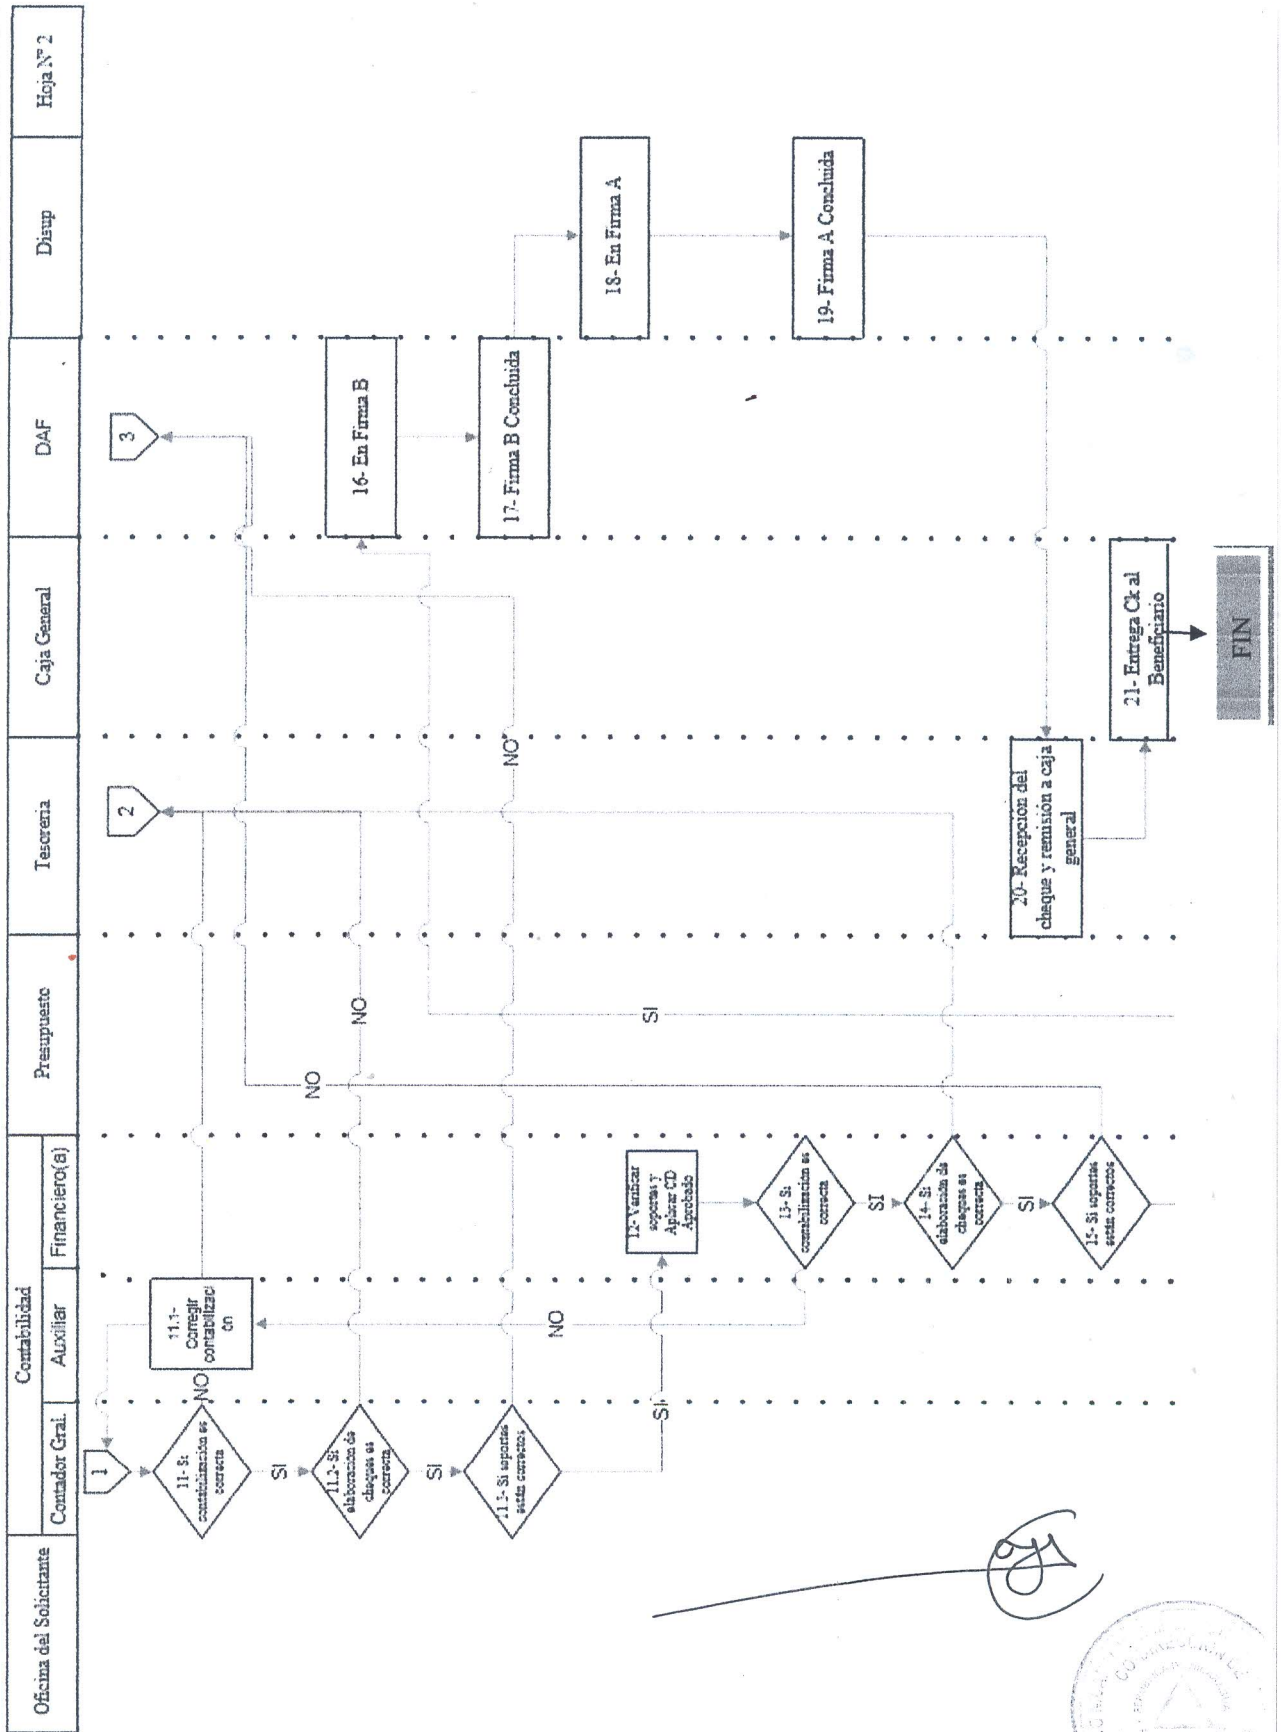 Oficina del Solicitante
Contabilidad
Contador Gral.
Auxiliar
Financiero(a)
Presupuesto
Tesoreria
Caja General
DAF
Disup
Hoja N° 2
1
2
3
11- Si
contabilización es
correcta
NO
11.1-
Corregir
contabilizaci
ón
SI
11.2- Si
elaboración de
cheques es
correcta
NO
SI
11.3- Si soportes
están correctos
NO
SI
12- Verificar
soportes y
Aplicar CD
Aprobado
13- Si
contabilización es
correcta
NO
SI
14- Si
elaboración de
cheques es
correcta
SI
15- Si soportes
están correctos
NO
SI
16- En Firma B
17- Firma B Concluida
18- En Firma A
19- Firma A Concluida
20- Recepción del
cheque y remisión a caja
general
21- Entrega Ck al
Beneficiario
FIN